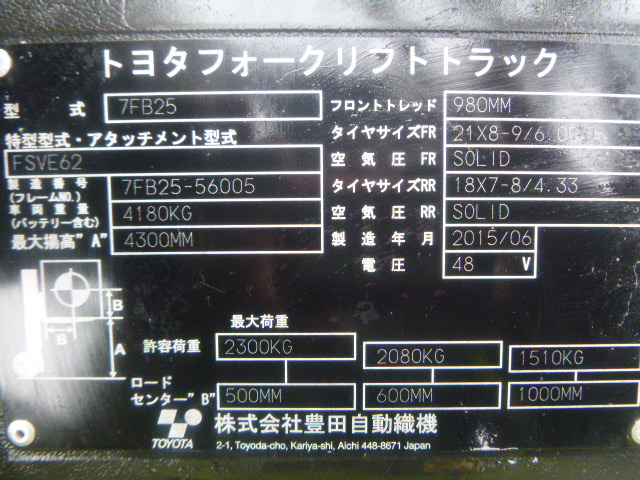 トヨタフォークリフトトラック
型式 7FB25 フロントトレッド 980MM
特型型式・アタッチメント型式 タイヤサイズFR 21X8-9/6.00
FSVE62 空気圧FR SOLID
製造番号(フレームNO.) 7FB25-56005 タイヤサイズRR 18X7-8/4.33
車両重量(バッテリー含む) 4180KG 空気圧RR SOLID
最大揚高"A" 4300MM 製造年月 2015/06
電圧 48 V
B
B A
最大荷重
許容荷重 2300KG 2080KG 1510KG
ロードセンター"B" 500MM 600MM 1000MM
TOYOTA 株式会社豊田自動織機
2-1, Toyoda-cho, Kariya-shi, Aichi 448-8671 Japan